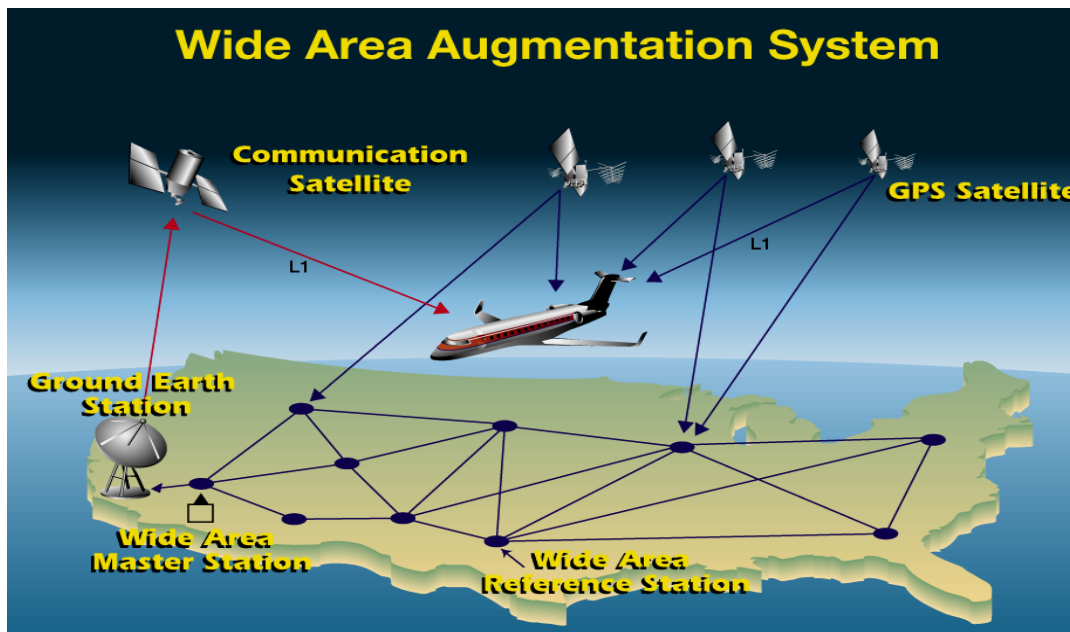 Wide Area Augmentation System
Communication
Satellite
GPS Satellite
L1
L1
Ground Earth
Station
Wide Area
Master Station
Wide Area
Reference Station